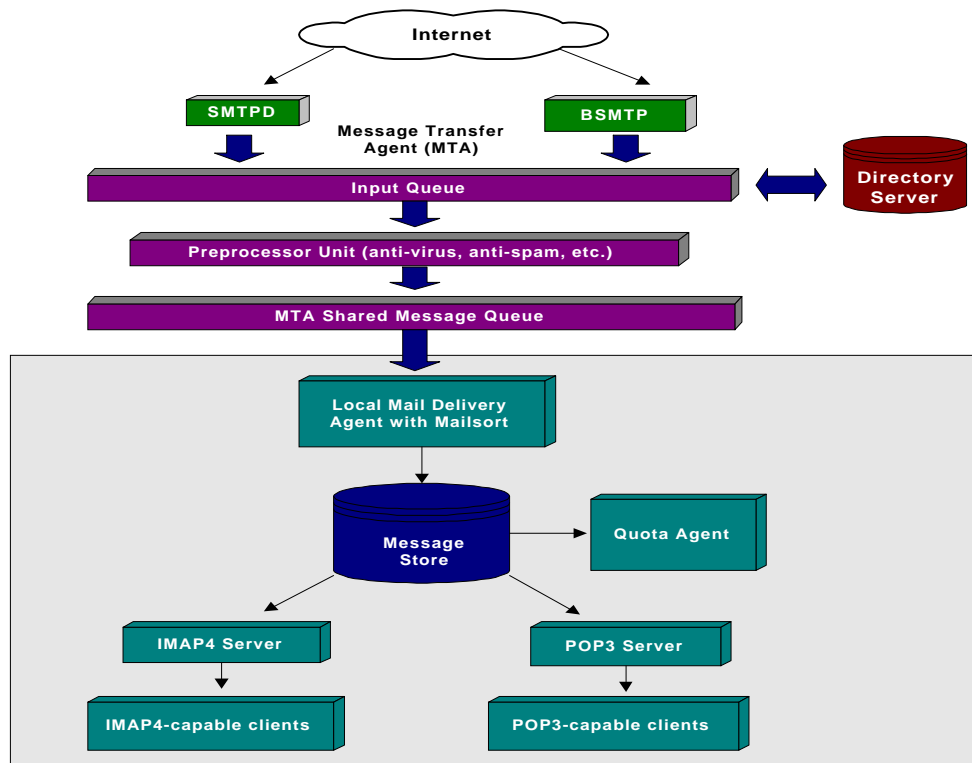 Internet
SMTPD
BSMTP
Message Transfer
Agent (MTA)
Input Queue
Directory
Server
Preprocessor Unit (anti-virus, anti-spam, etc.)
MTA Shared Message Queue
Local Mail Delivery
Agent with Mailsort
Message
Store
Quota Agent
IMAP4 Server
POP3 Server
IMAP4-capable clients
POP3-capable clients